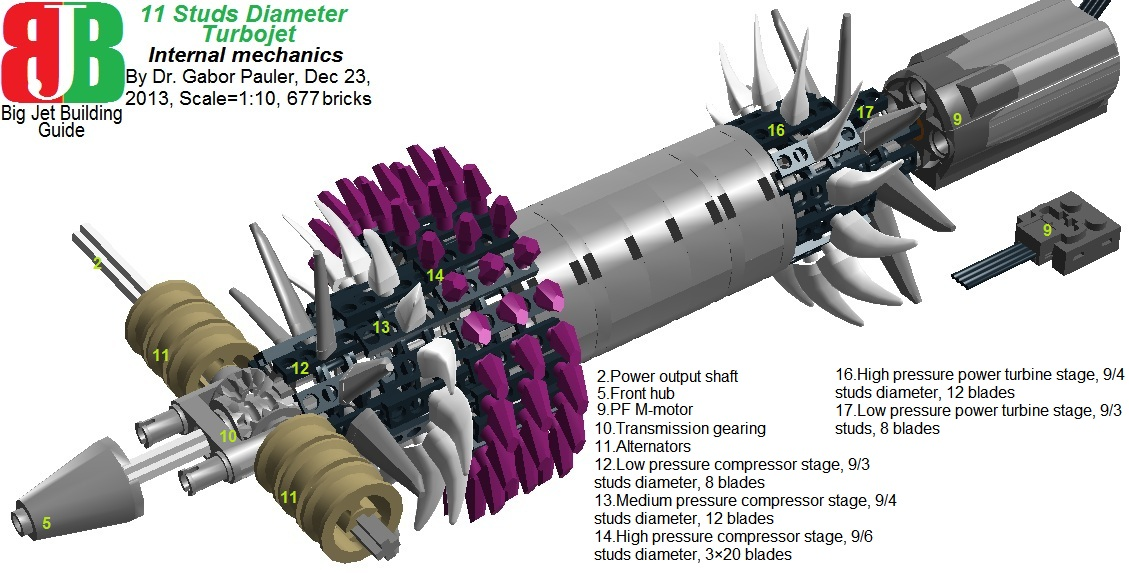 BJB
Big Jet Building
Guide
11 Studs Diameter
Turbojet
Internal mechanics
By Dr. Gabor Pauler, Dec 23,
2013, Scale=1:10, 677 bricks
16
17
9
9
2
14
13
11
12
10
11
5
2.Power output shaft
5.Front hub
9.PF M-motor
10.Transmission gearing
11.Alternators
12.Low pressure compressor stage, 9/3
studs diameter, 8 blades
13.Medium pressure compressor stage, 9/4
studs diameter, 12 blades
14.High pressure compressor stage, 9/6
studs diameter, 3×20 blades
16.High pressure power turbine stage, 9/4
studs diameter, 12 blades
17.Low pressure power turbine stage, 9/3
studs, 8 blades